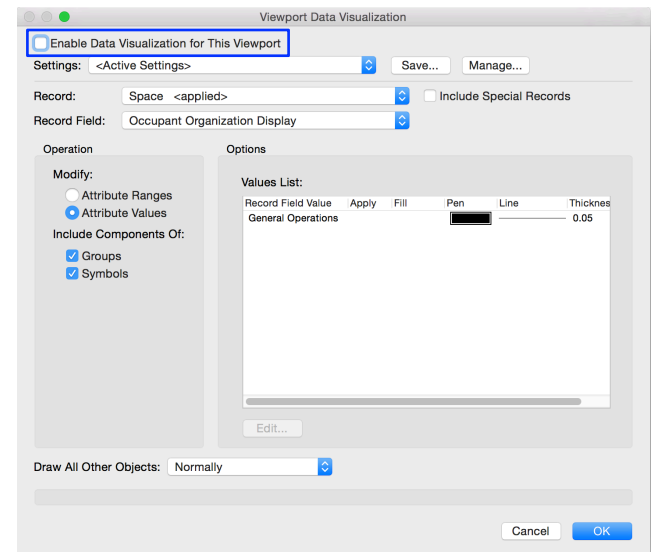 Viewport Data Visualization
Enable Data Visualization for This Viewport
Settings: <Active Settings> Save... Manage...
Record: Space <applied> Include Special Records
Record Field: Occupant Organization Display
Operation Options
Modify:
Attribute Ranges
Attribute Values
Include Components Of:
Groups
Symbols
Values List:
Record Field Value Apply Fill Pen Line Thicknes
General Operations 0.05
Edit...
Draw All Other Objects: Normally
Cancel OK